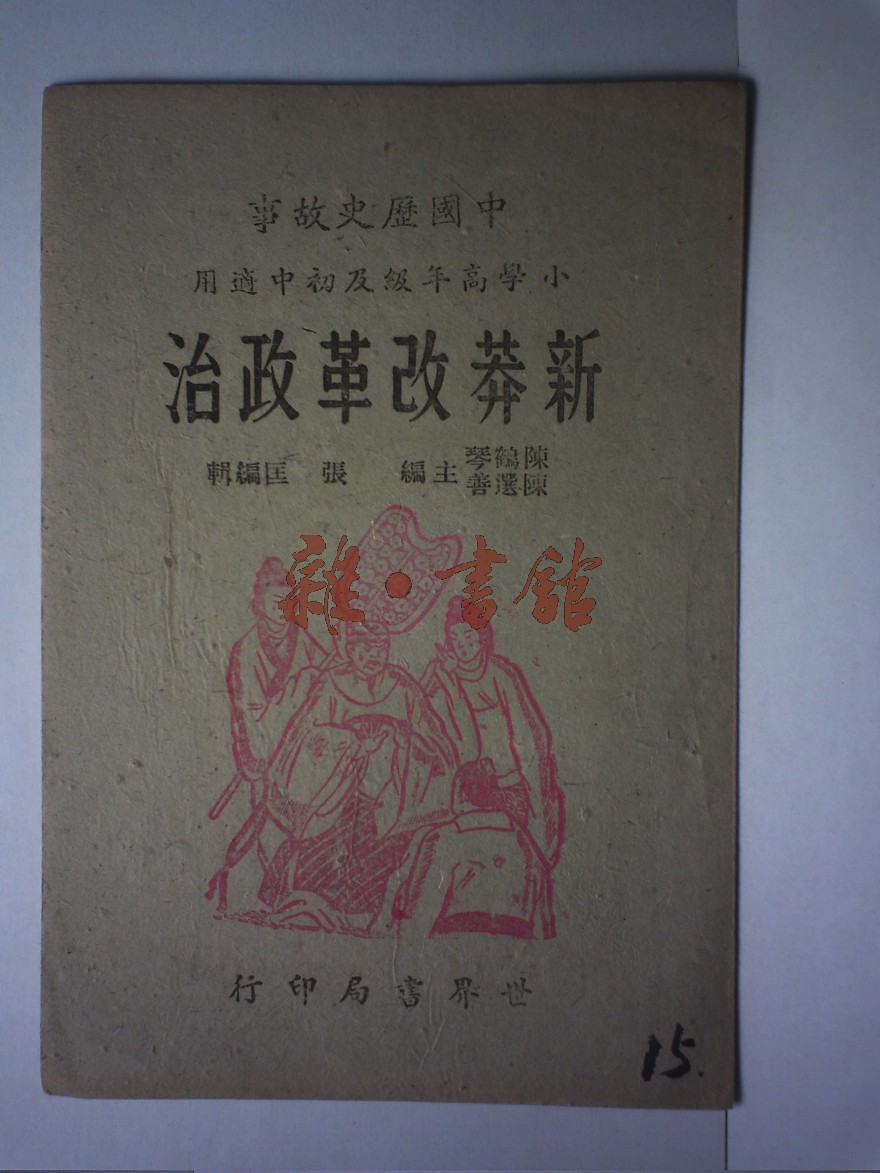 中國歷史故事
小學高年級及初中適用
新莽改革政治
陳鶴琴
陳選善
主編 張匡編輯
雜·書館
世界書局印行
15.